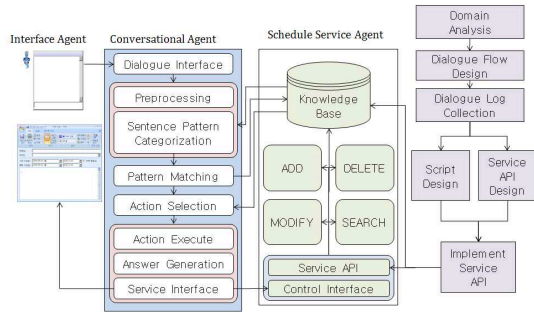 Interface Agent
Conversational Agent
Dialogue Interface
Preprocessing
Sentence Pattern
Categorization
Pattern Matching
Action Selection
Action Execute
Answer Generation
Service Interface
Schedule Service Agent
Knowledge
Base
ADD
DELETE
MODIFY
SEARCH
Service API
Control Interface
Domain
Analysis
Dialogue Flow
Design
Dialogue Log
Collection
Script
Design
Service
API
Design
Implement
Service
API